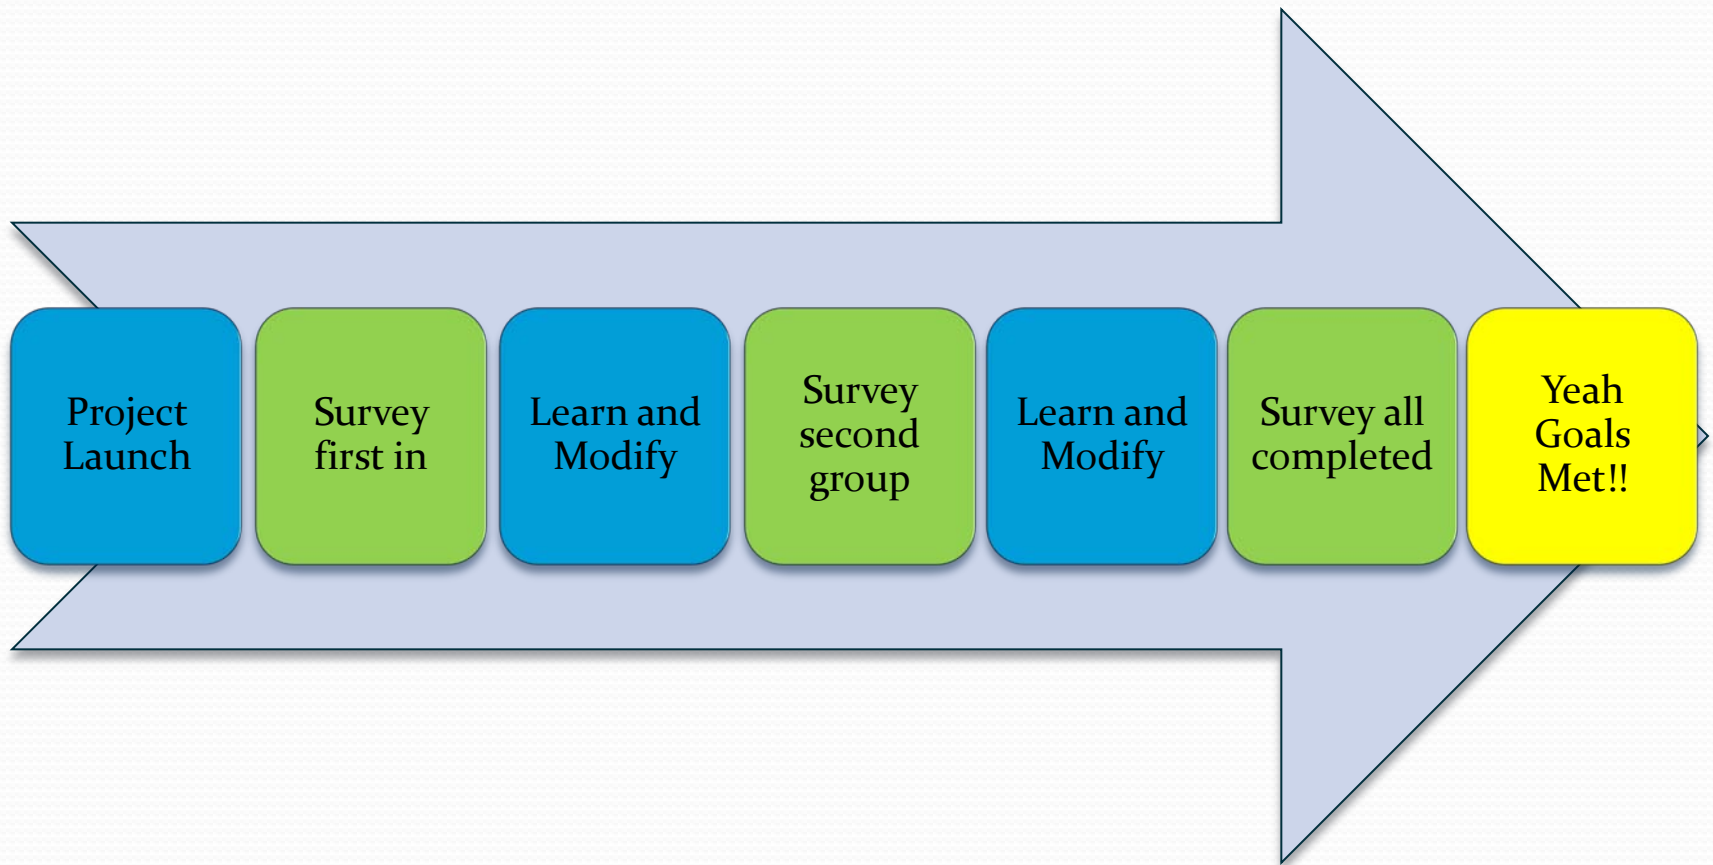 Project
Launch
Survey
first in
Learn and
Modify
Survey
second
group
Learn and
Modify
Survey all
completed
Yeah
Goals
Met!!